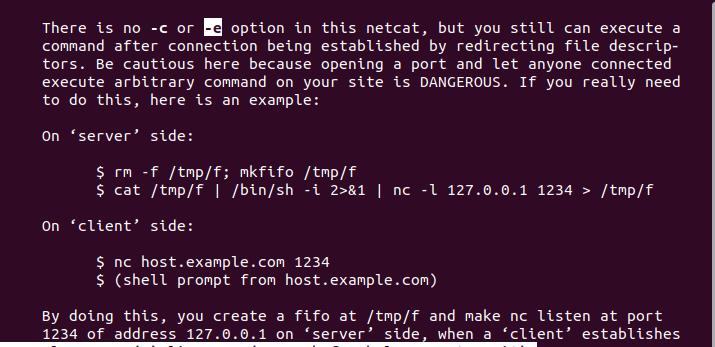 There is no -c or -e option in this netcat, but you still can execute a
command after connection being established by redirecting file descrip-
tors. Be cautious here because opening a port and let anyone connected
execute arbitrary command on your site is DANGEROUS. If you really need
to do this, here is an example:
On ‘server’ side:
$ rm -f /tmp/f; mkfifo /tmp/f
$ cat /tmp/f | /bin/sh -i 2>&1 | nc -l 127.0.0.1 1234 > /tmp/f
On ‘client’ side:
$ nc host.example.com 1234
$ (shell prompt from host.example.com)
By doing this, you create a fifo at /tmp/f and make nc listen at port
1234 of address 127.0.0.1 on ‘server’ side, when a ‘client’ establishes